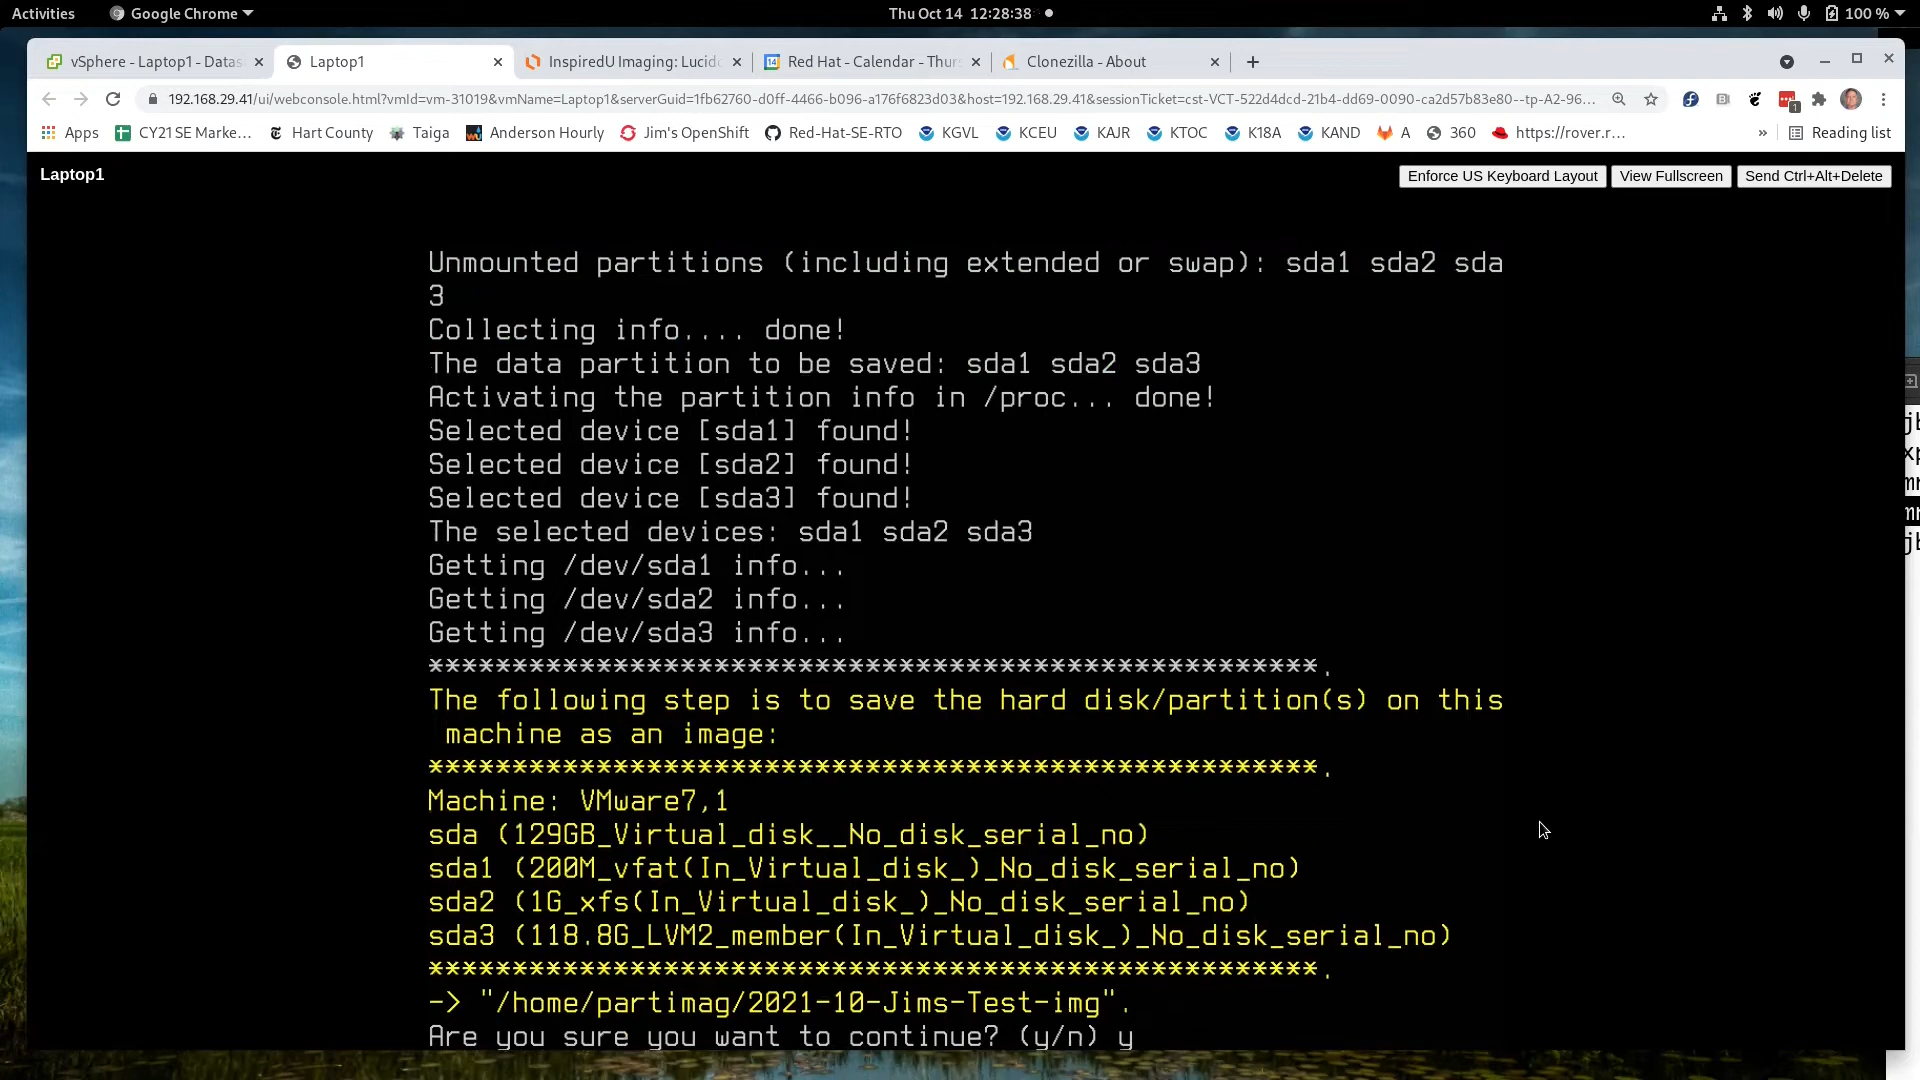 Activities Google Chrome Thu Oct 14 12:28:38 100 %
vSphere - Laptop1 - Datas Laptop1 InspiredU Imaging: Lucid Red Hat - Calendar - Thurs Clonezilla - About
192.168.29.41/ui/webconsole.html?vmId=vm-31019&vmName=Laptop1&serverGuid=1fb62760-d0ff-4466-b096-a176f6823d03&host=192.168.29.41&sessionTicket=cst-VCT-522d4dcd-21b4-dd69-0090-ca2d57b83e80--tp-A2-96...
Apps CY21 SE Marke... Hart County Taiga Anderson Hourly Jim's OpenShift Red-Hat-SE-RTO KGVL KCEU KAJR KTOC K18A KAND A 360 https://rover.r... » Reading list
Laptop1 Enforce US Keyboard Layout View Fullscreen Send Ctrl+Alt+Delete
Unmounted partitions (including extended or swap): sda1 sda2 sda
3
Collecting info.... done!
The data partition to be saved: sda1 sda2 sda3
Activating the partition info in /proc... done!
Selected device [sda1] found!
Selected device [sda2] found!
Selected device [sda3] found!
The selected devices: sda1 sda2 sda3
Getting /dev/sda1 info...
Getting /dev/sda2 info...
Getting /dev/sda3 info...
*****************************************************.
The following step is to save the hard disk/partition(s) on this
machine as an image:
*****************************************************.
Machine: VMware7,1
sda (129GB_Virtual_disk__No_disk_serial_no)
sda1 (200M_vfat(In_Virtual_disk_)_No_disk_serial_no)
sda2 (1G_xfs(In_Virtual_disk_)_No_disk_serial_no)
sda3 (118.8G_LVM2_member(In_Virtual_disk_)_No_disk_serial_no)
*****************************************************.
-> "/home/partimag/2021-10-Jims-Test-img".
Are you sure you want to continue? (y/n) y